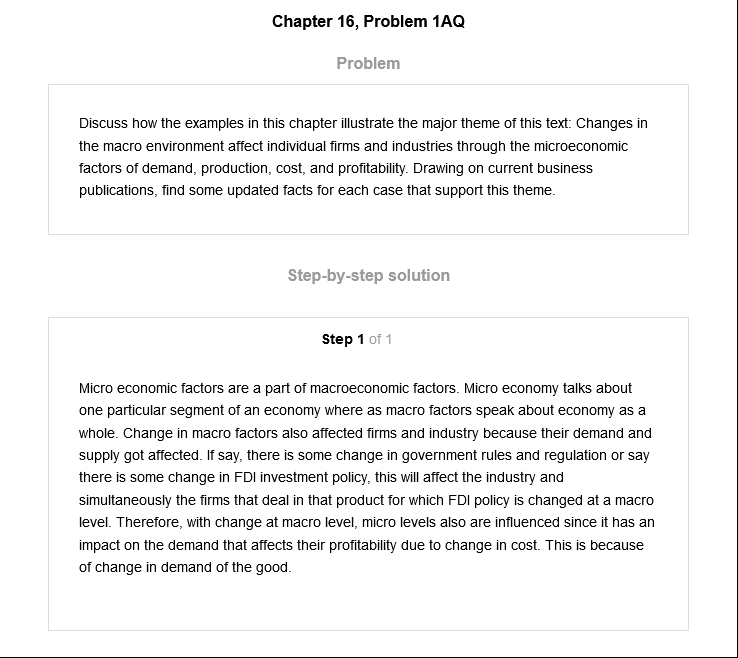 Chapter 16, Problem 1AQ
Problem
Discuss how the examples in this chapter illustrate the major theme of this text: Changes in
the macro environment affect individual firms and industries through the microeconomic
factors of demand, production, cost, and profitability. Drawing on current business
publications, find some updated facts for each case that support this theme.
Step-by-step solution
Step 1 of 1
Micro economic factors are a part of macroeconomic factors. Micro economy talks about
one particular segment of an economy where as macro factors speak about economy as a
whole. Change in macro factors also affected firms and industry because their demand and
supply got affected. If say, there is some change in government rules and regulation or say
there is some change in FDI investment policy, this will affect the industry and
simultaneously the firms that deal in that product for which FDI policy is changed at a macro
level. Therefore, with change at macro level, micro levels also are influenced since it has an
impact on the demand that affects their profitability due to change in cost. This is because
of change in demand of the good.